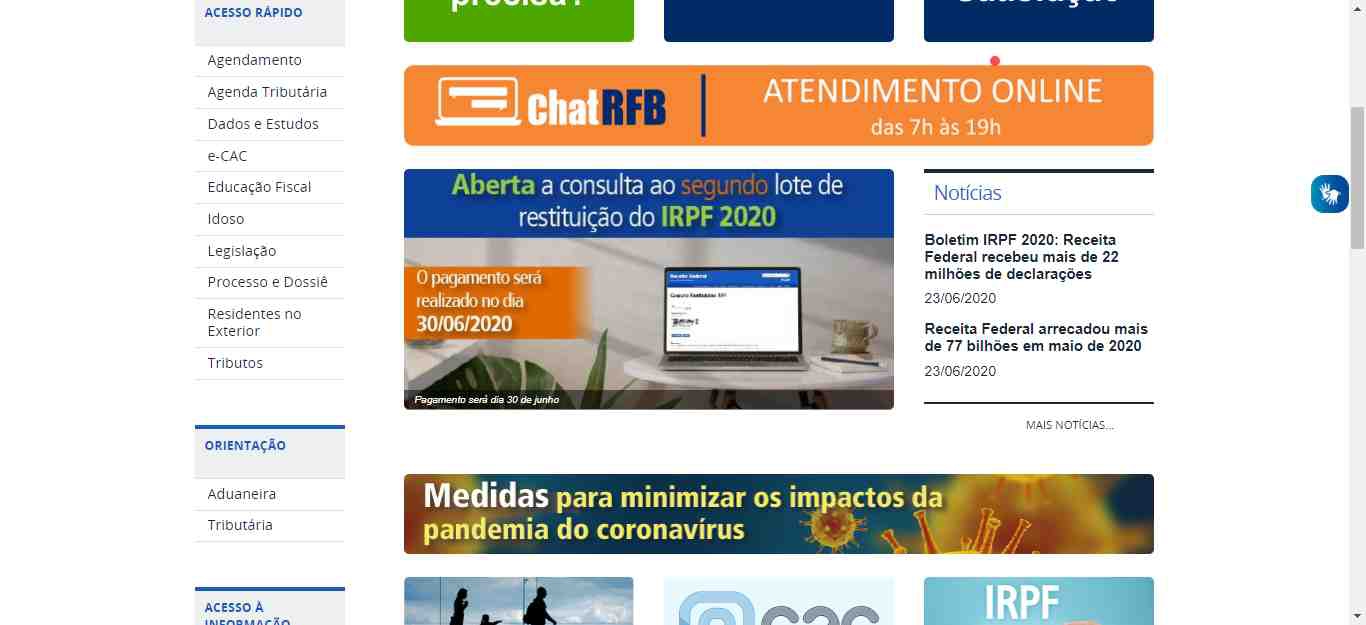 ACESSO RÁPIDO
Agendamento
Agenda Tributária
Dados e Estudos
e-CAC
Educação Fiscal
Idoso
Legislação
Processo e Dossiê
Residentes no
Exterior
Tributos
ORIENTAÇÃO
Aduaneira
Tributária
ACESSO À
INFORMAÇÃO
precisa?
ChatRFB
ATENDIMENTO ONLINE
das 7h às 19h
Aberta a consulta ao segundo lote de
restituição do IRPF 2020
O pagamento será
realizado no dia
30/06/2020
Receita Federal
Pagamento será dia 30 de junho
Notícias
Boletim IRPF 2020: Receita
Federal recebeu mais de 22
milhões de declarações
23/06/2020
Receita Federal arrecadou mais
de 77 bilhões em maio de 2020
23/06/2020
MAIS NOTÍCIAS...
Medidas para minimizar os impactos da
pandemia do coronavírus
IRPF